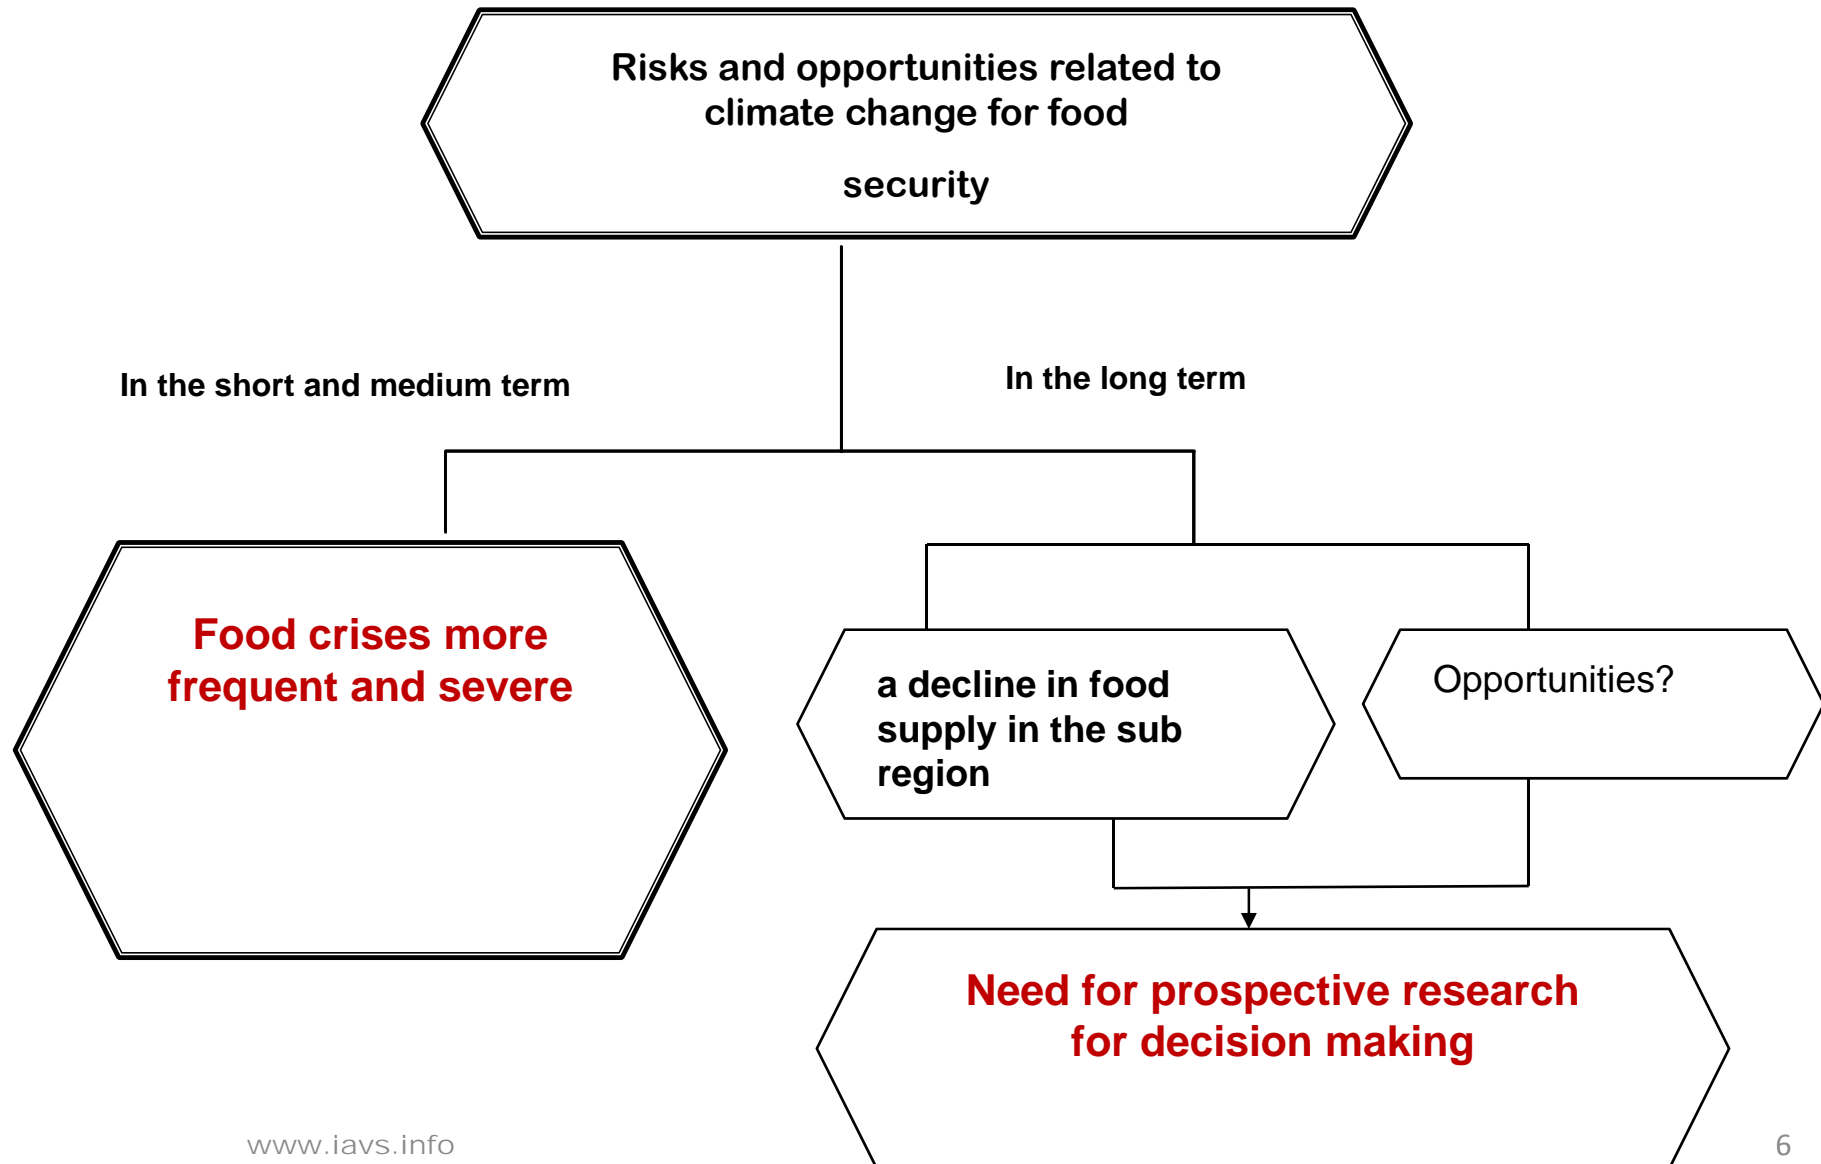 Risks and opportunities related to
climate change for food
security
In the short and medium term
In the long term
Food crises more
frequent and severe
a decline in food
supply in the sub
region
Opportunities?
Need for prospective research
for decision making
www.iavs.info
6